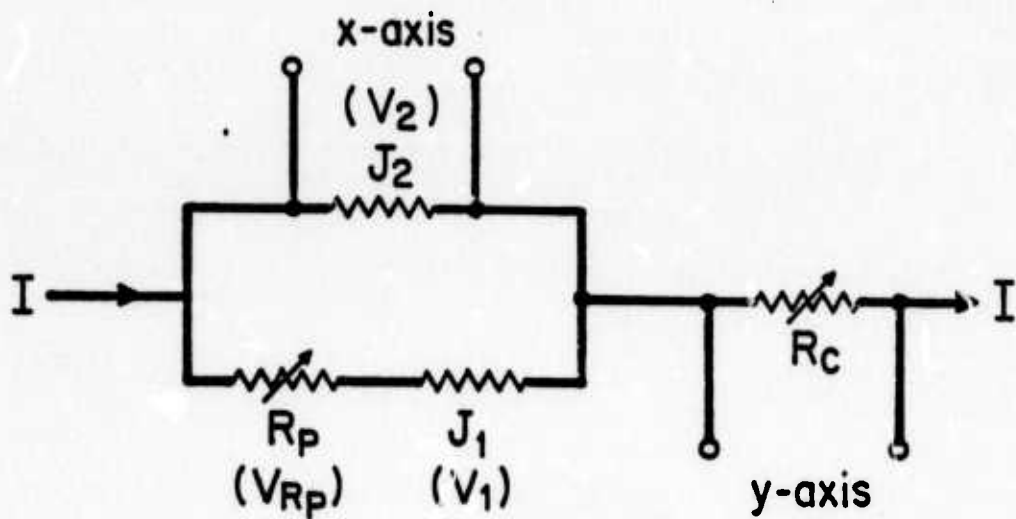 x-axis
(V2)
J2
I
I
RP
(VRP)
J1
(V1)
RC
y-axis